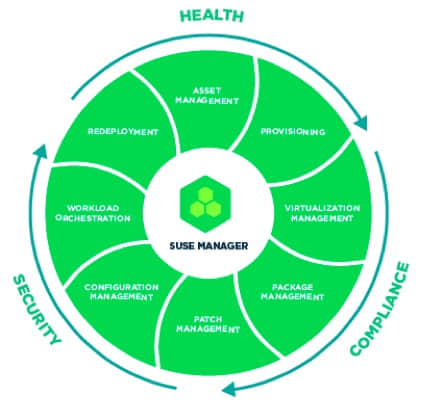 HEALTH
ASSET
MANAGEMENT
REDEPLOYMENT
PROVISIONING
WORKLOAD
ORCHESTRATION
VIRTUALIZATION
MANAGEMENT
SUSE MANAGER
CONFIGURATION
MANAGEMENT
PACKAGE
MANAGEMENT
PATCH
MANAGEMENT
SECURITY
COMPLIANCE